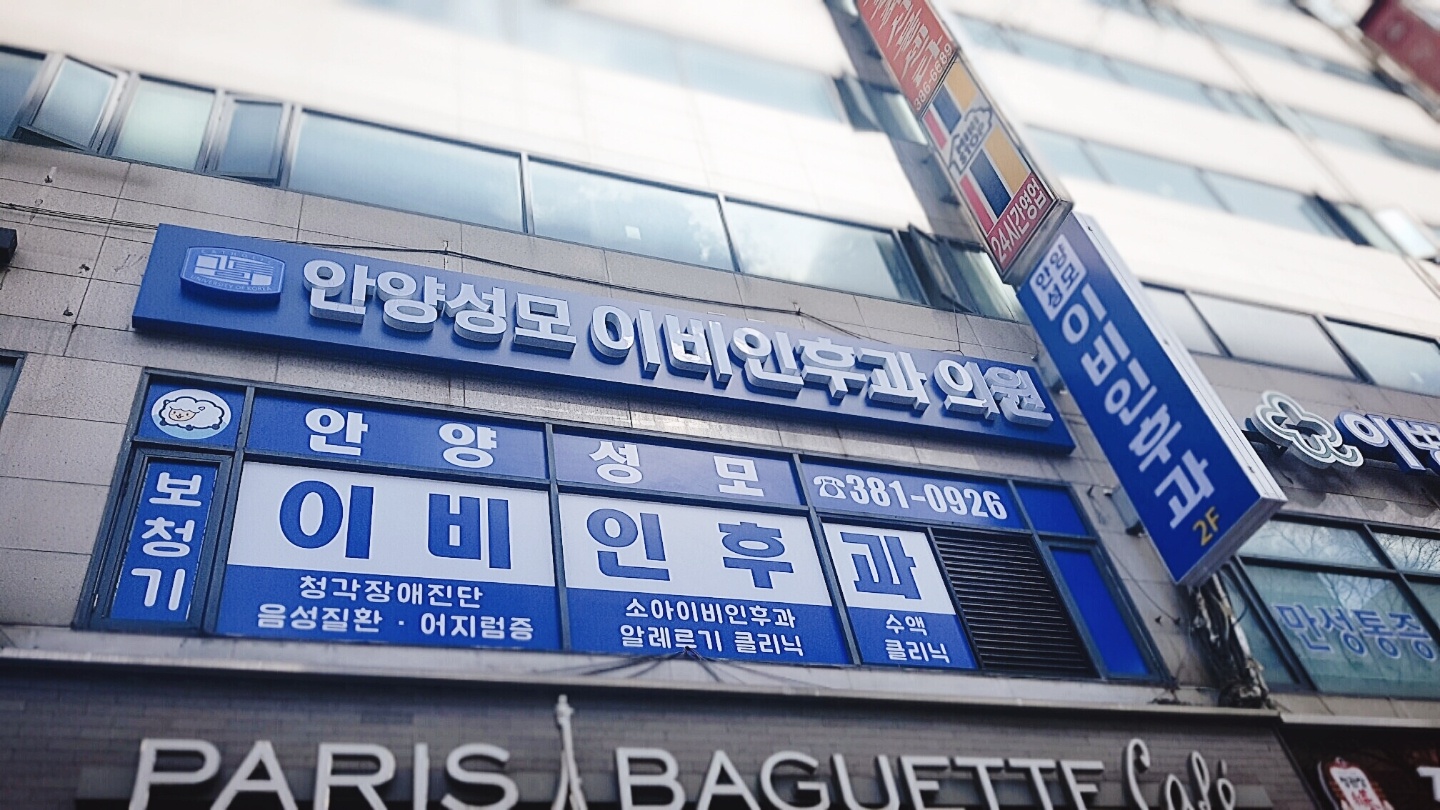 386-6689
24시간영업
안양성모 이비인후과 의원
안양성모
이비인후과
2F
안양성모
☎381-0926
보청기
이비인후과
청각장애진단
음성질환 · 어지럼증
소아이비인후과
알레르기 클리닉
수액
클리닉
만성통증
PARIS BAGUETTE Café